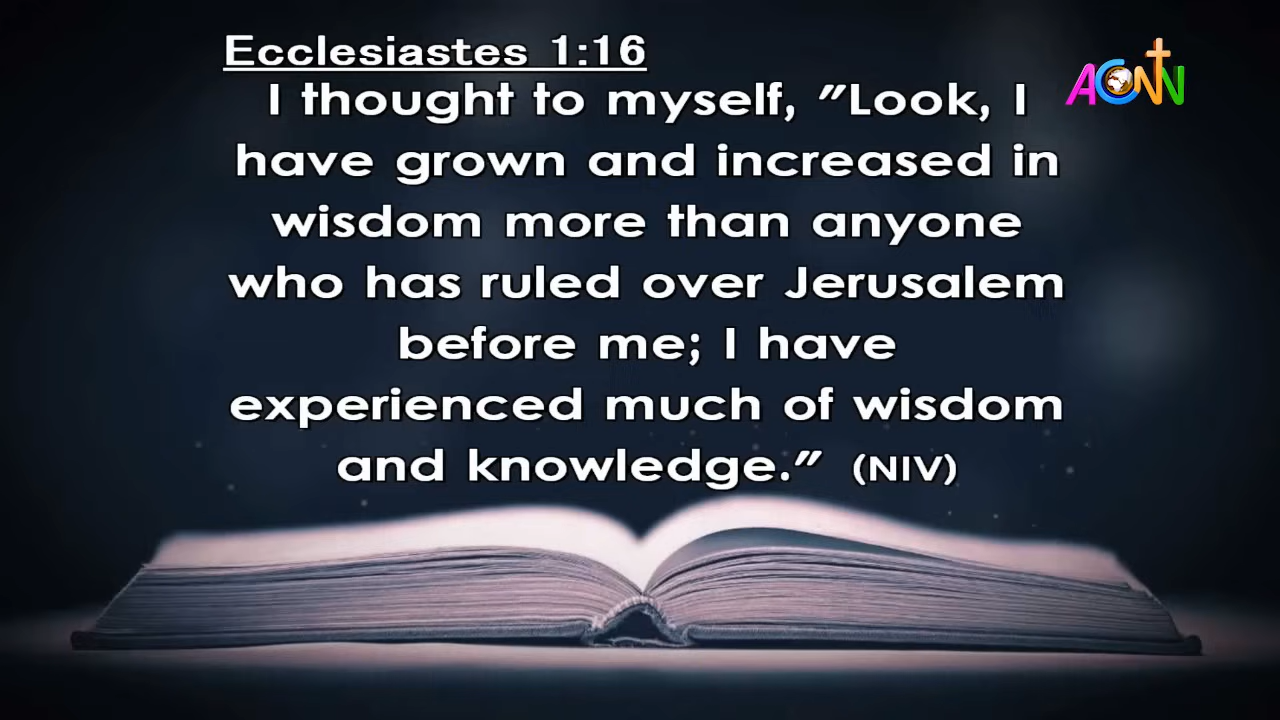 Ecclesiastes 1:16
I thought to myself, "Look, I
have grown and increased in
wisdom more than anyone
who has ruled over Jerusalem
before me; I have
experienced much of wisdom
and knowledge." (NIV)
ACNN